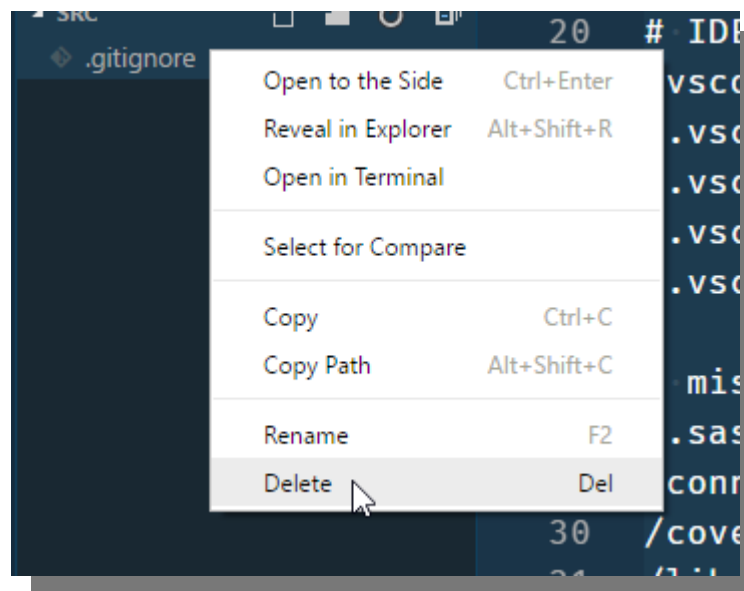 SRC
.gitignore
Open to the Side Ctrl+Enter
Reveal in Explorer Alt+Shift+R
Open in Terminal
Select for Compare
Copy Ctrl+C
Copy Path Alt+Shift+C
Rename F2
Delete Del
20 #
.vsc
.vsc
.vsc
.vsc
mis
.sas
conn
30 /cove